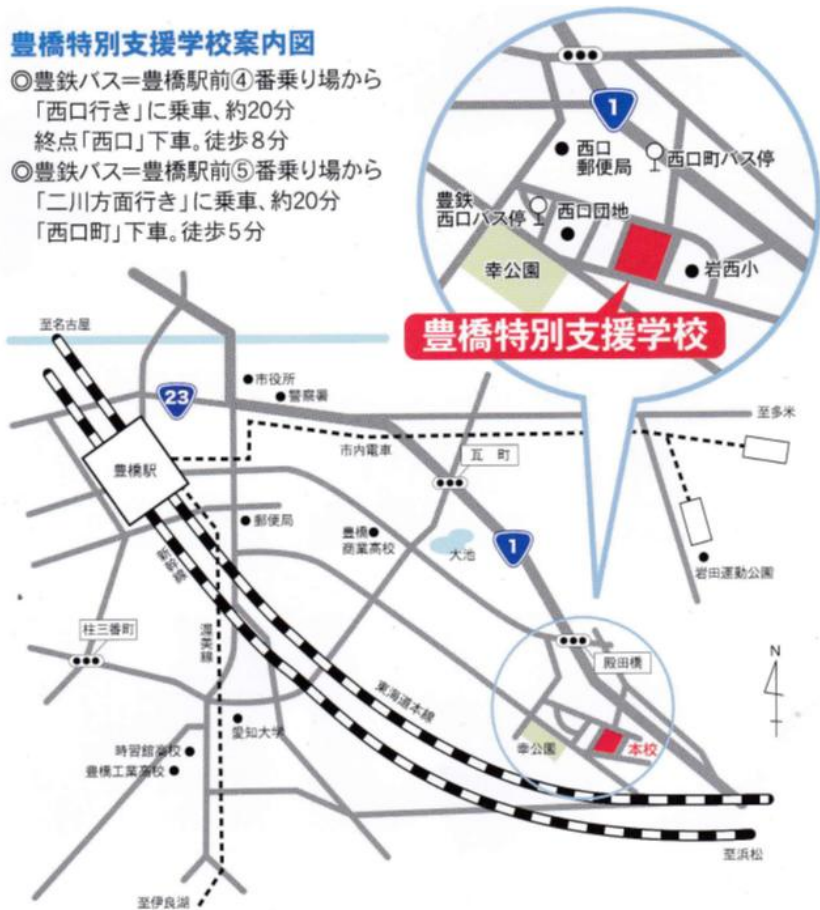 豊橋特別支援学校案内図
◎豊鉄バス=豊橋駅前④番乗り場から
「西口行き」に乗車、約20分
終点「西口」下車。徒歩8分
◎豊鉄バス=豊橋駅前⑤番乗り場から
「二川方面行き」に乗車、約20分
「西口町」下車。徒歩5分
1
西口
郵便局
西口町バス停
豊鉄
西口バス停
西口団地
幸公園
岩西小
豊橋特別支援学校
至名古屋
23
市役所
警察署
至多米
市内電車
瓦町
豊橋駅
郵便局
豊橋
商業高校
大池
1
岩田運動公園
新幹線
柱三番町
渥美線
殿田橋
N
東海道本線
愛知大学
幸公園
本校
時習館高校
豊橋工業高校
至浜松
至伊良湖